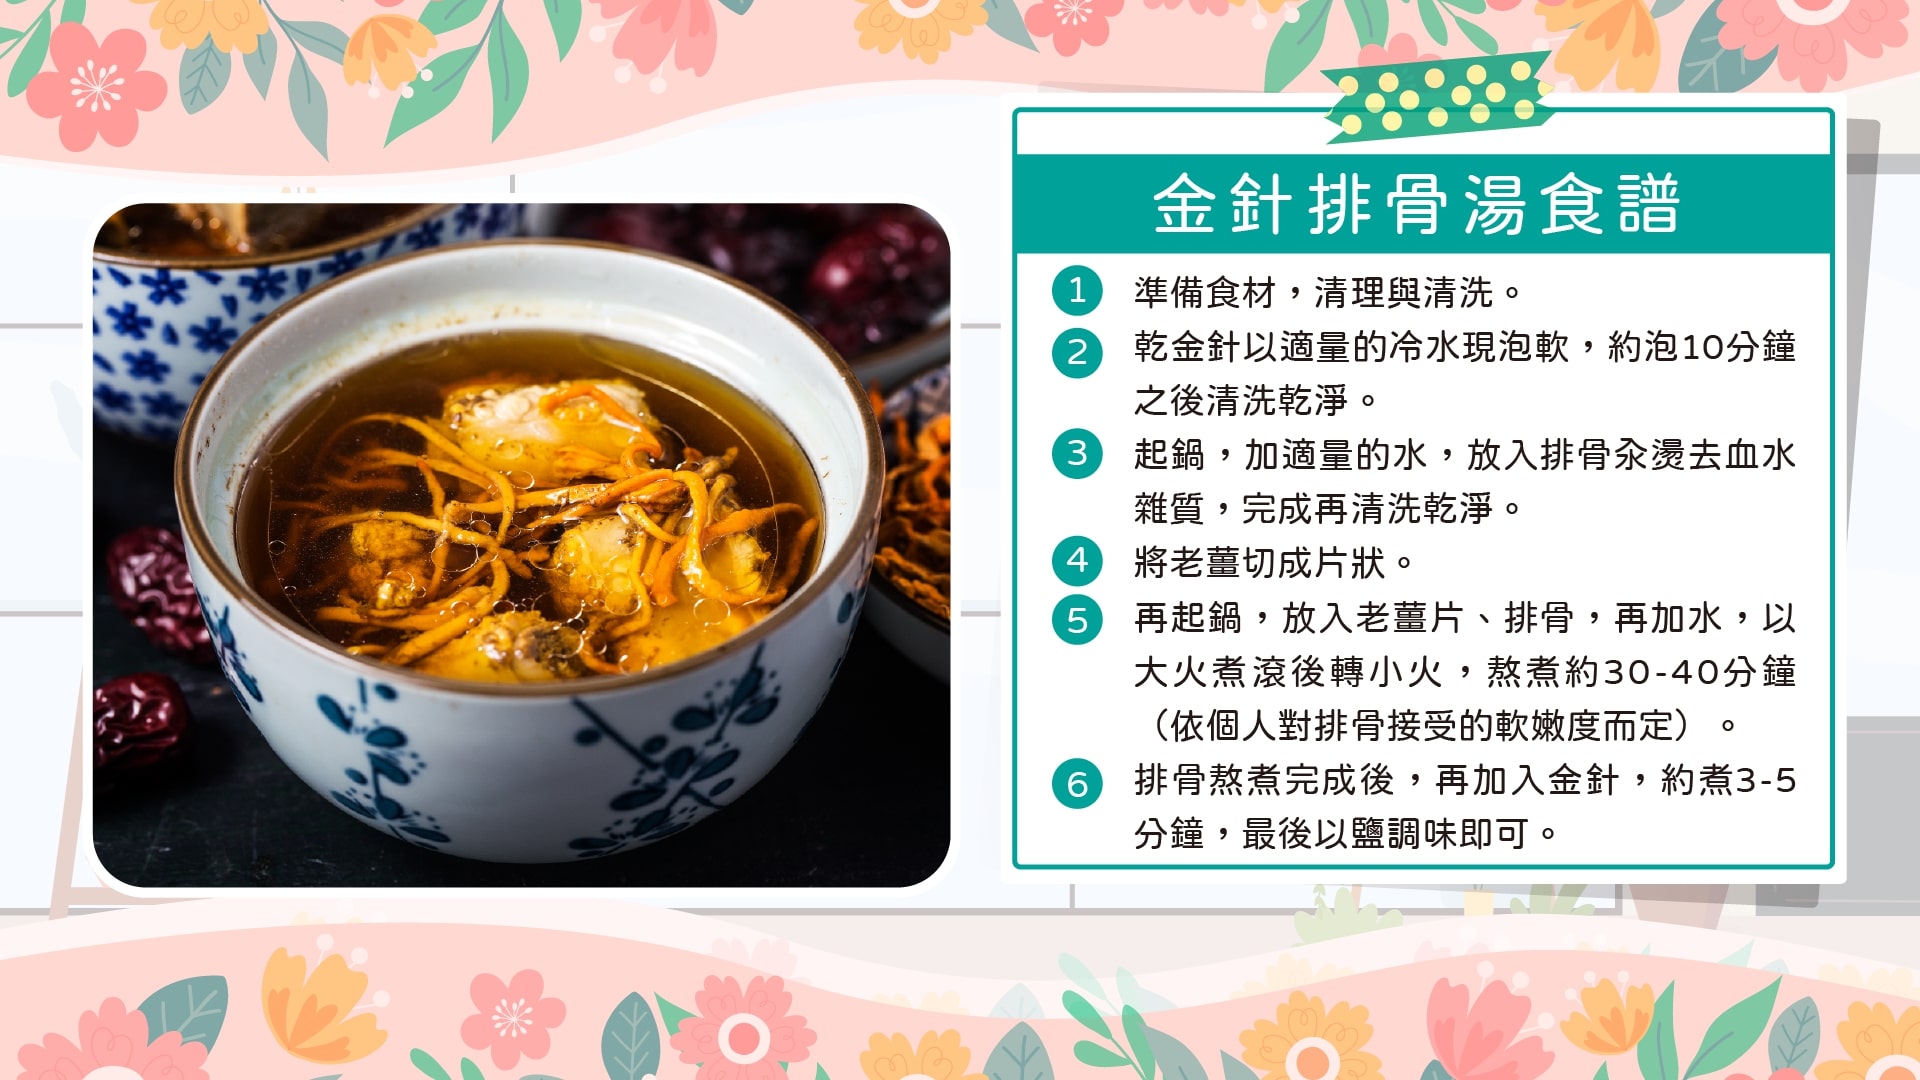 金針排骨湯食譜
1 準備食材，清理與清洗。
2 乾金針以適量的冷水現泡軟，約泡10分鐘
之後清洗乾淨。
3 起鍋，加適量的水，放入排骨汆燙去血水
雜質，完成再清洗乾淨。
4 將老薑切成片狀。
5 再起鍋，放入老薑片、排骨，再加水，以
大火煮滾後轉小火，熬煮約30-40分鐘
（依個人對排骨接受的軟嫩度而定）。
6 排骨熬煮完成後，再加入金針，約煮3-5
分鐘，最後以鹽調味即可。